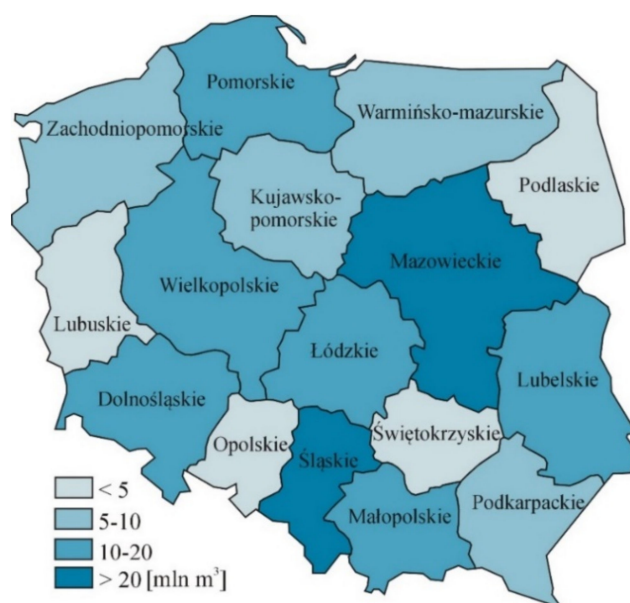 Pomorskie
Warmińsko-mazurskie
Zachodniopomorskie
Podlaskie
Kujawsko-
pomorskie
Mazowieckie
Wielkopolskie
Lubuskie
Łódzkie
Lubelskie
Dolnośląskie
Opolskie
Świętokrzyskie
Śląskie
Podkarpackie
Małopolskie
< 5
5-10
10-20
> 20 [mln m³]